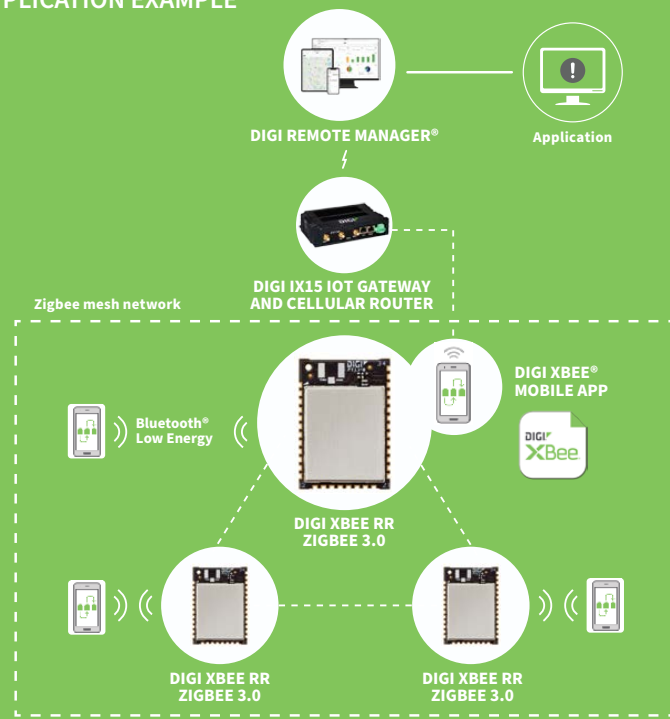 PLICATION EXAMPLE
DIGI REMOTE MANAGER®
Application
DIGI
DIGI IX15 IOT GATEWAY
AND CELLULAR ROUTER
Zigbee mesh network
DIGI
DIGI XBEE®
MOBILE APP
Bluetooth®
Low Energy
DIGI
XBee
DIGI XBEE RR
ZIGBEE 3.0
DIGI XBEE RR
ZIGBEE 3.0
DIGI XBEE RR
ZIGBEE 3.0